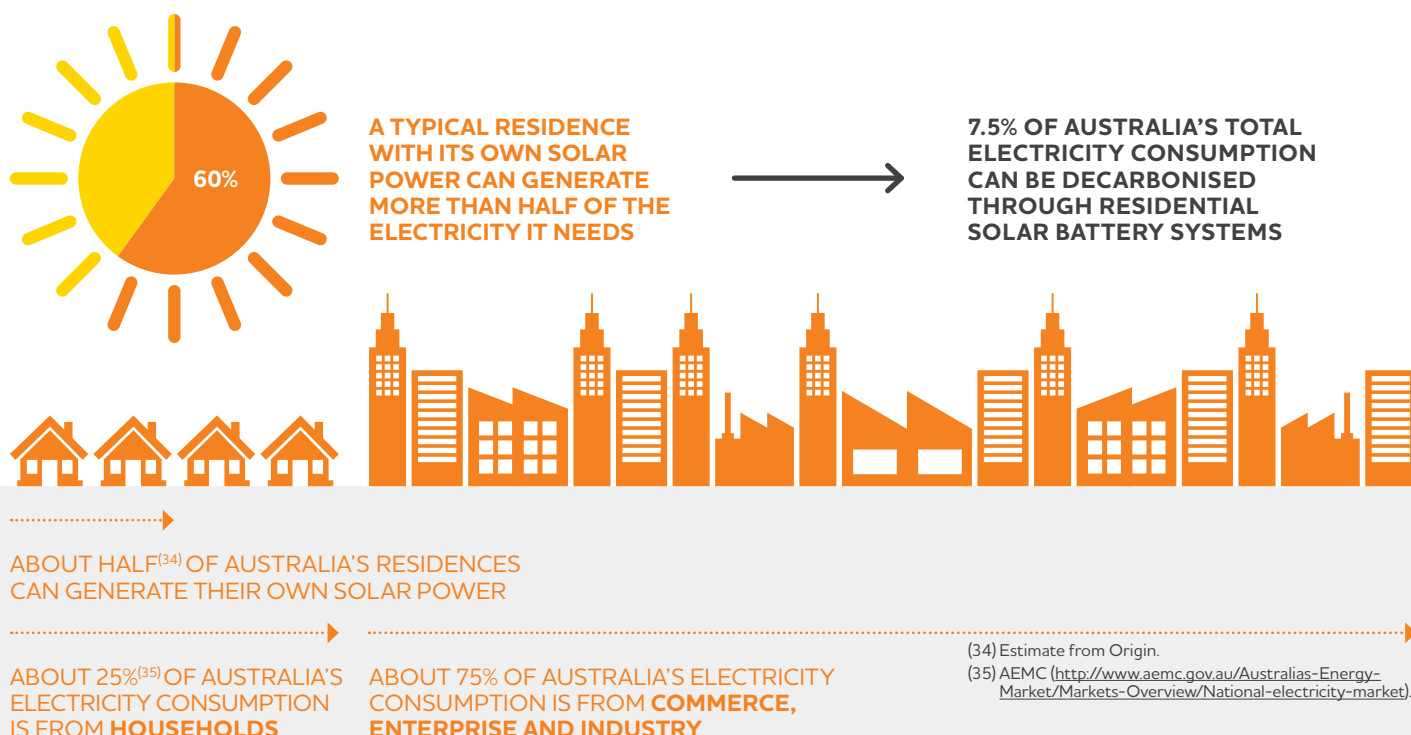 60%
A TYPICAL RESIDENCE
WITH ITS OWN SOLAR
POWER CAN GENERATE
MORE THAN HALF OF THE
ELECTRICITY IT NEEDS
7.5% OF AUSTRALIA’S TOTAL
ELECTRICITY CONSUMPTION
CAN BE DECARBONISED
THROUGH RESIDENTIAL
SOLAR BATTERY SYSTEMS
ABOUT HALF(34) OF AUSTRALIA’S RESIDENCES
CAN GENERATE THEIR OWN SOLAR POWER
ABOUT 25%(35) OF AUSTRALIA’S
ELECTRICITY CONSUMPTION
IS FROM HOUSEHOLDS
ABOUT 75% OF AUSTRALIA’S ELECTRICITY
CONSUMPTION IS FROM COMMERCE,
ENTERPRISE AND INDUSTRY
(34) Estimate from Origin.
(35) AEMC (http://www.aemc.gov.au/Australias-Energy-
Market/Markets-Overview/National-electricity-market).